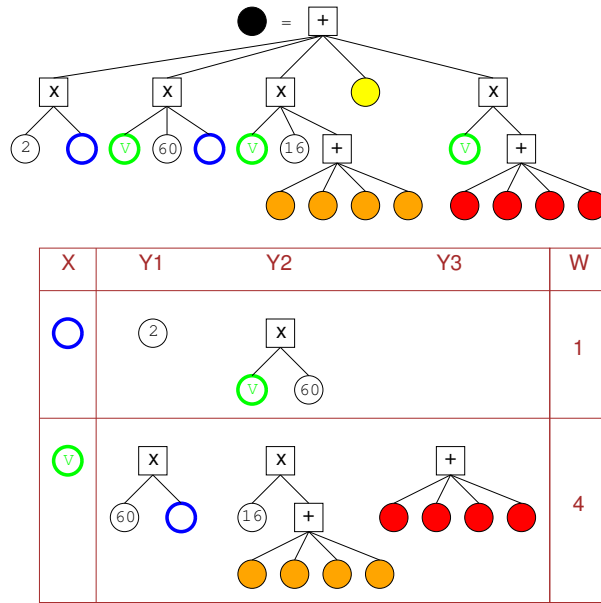 = +
x x x x
2 V 60 V 16 + V +
X Y1 Y2 Y3 W
2 x 1
V 60
V x x + 4
60 16 +